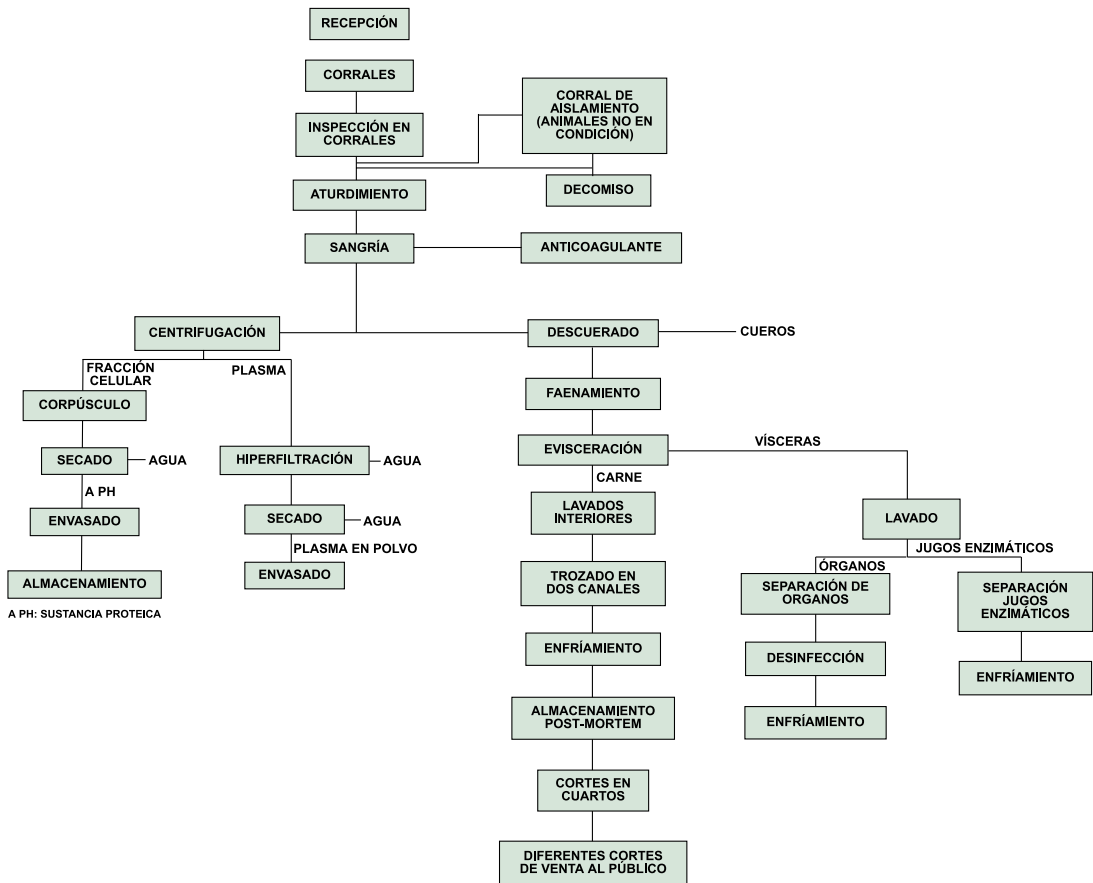 RECEPCIÓN
CORRALES
INSPECCIÓN EN
CORRALES
CORRAL DE
AISLAMIENTO
(ANIMALES NO EN
CONDICIÓN)
ATURDIMIENTO
DECOMISO
SANGRÍA
ANTICOAGULANTE
CENTRIFUGACIÓN
DESCUERADO
CUEROS
FRACCIÓN
CELULAR
PLASMA
CORPÚSCULO
FAENAMIENTO
SECADO
AGUA
HIPERFILTRACIÓN
AGUA
EVISCERACIÓN
VÍSCERAS
CARNE
A PH
ENVASADO
SECADO
AGUA
LAVADOS
INTERIORES
LAVADO
PLASMA EN POLVO
JUGOS ENZIMÁTICOS
ÓRGANOS
ALMACENAMIENTO
ENVASADO
TROZADO EN
DOS CANALES
SEPARACIÓN DE
ORGANOS
SEPARACIÓN
JUGOS
ENZIMÁTICOS
A PH: SUSTANCIA PROTEICA
ENFRÍAMIENTO
DESINFECCIÓN
ENFRÍAMIENTO
ALMACENAMIENTO
POST-MORTEM
ENFRÍAMIENTO
CORTES EN
CUARTOS
DIFERENTES CORTES
DE VENTA AL PÚBLICO